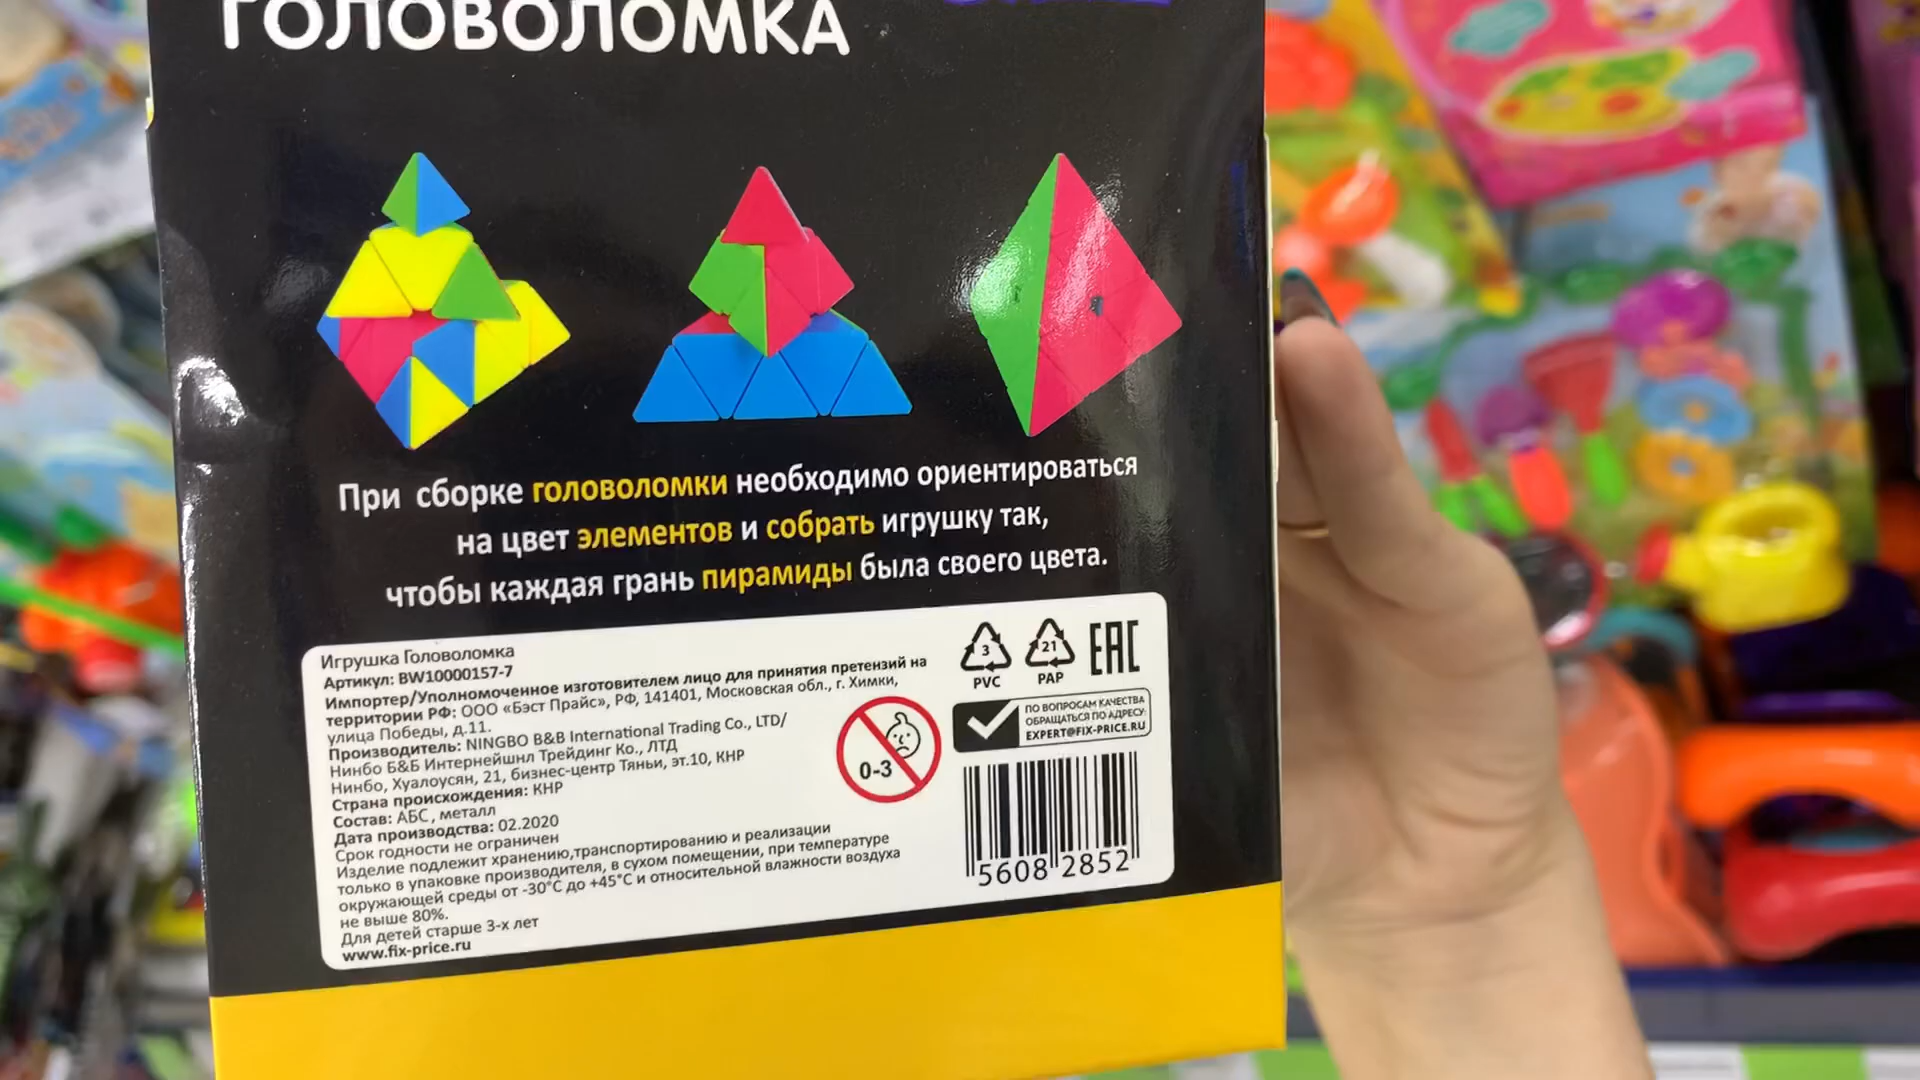 ГОЛОВОЛОМКА
При сборке головоломки необходимо ориентироваться
на цвет элементов и собрать игрушку так,
чтобы каждая грань пирамиды была своего цвета.
Игрушка Головоломка
Артикул: BW10000157-7
Импортер/Уполномоченное изготовителем лицо для принятия претензий на
территории РФ: ООО «Бэст Прайс», РФ, 141401, Московская обл., г. Химки,
улица Победы, д.11.
Производитель: NINGBO B&B International Trading Co., LTD/
Нинбо Б&Б Интернейшнл Трейдинг Ко., ЛТД
Нинбо, Хуалоусян, 21, бизнес-центр Тяньи, эт.10, КНР
Страна происхождения: КНР
Состав: АБС, металл
Дата производства: 02.2020
Срок годности не ограничен
Изделие подлежит хранению,транспортированию и реализации
только в упаковке производителя, в сухом помещении, при температуре
окружающей среды от -30°С до +45°С и относительной влажности воздуха
не выше 80%.
Для детей старше 3-х лет
www.fix-price.ru
3
PVC
21
PAP
EAC
0-3
ПО ВОПРОСАМ КАЧЕСТВА
ОБРАЩАТЬСЯ ПО АДРЕСУ:
EXPERT@FIX-PRICE.RU
5608 2852